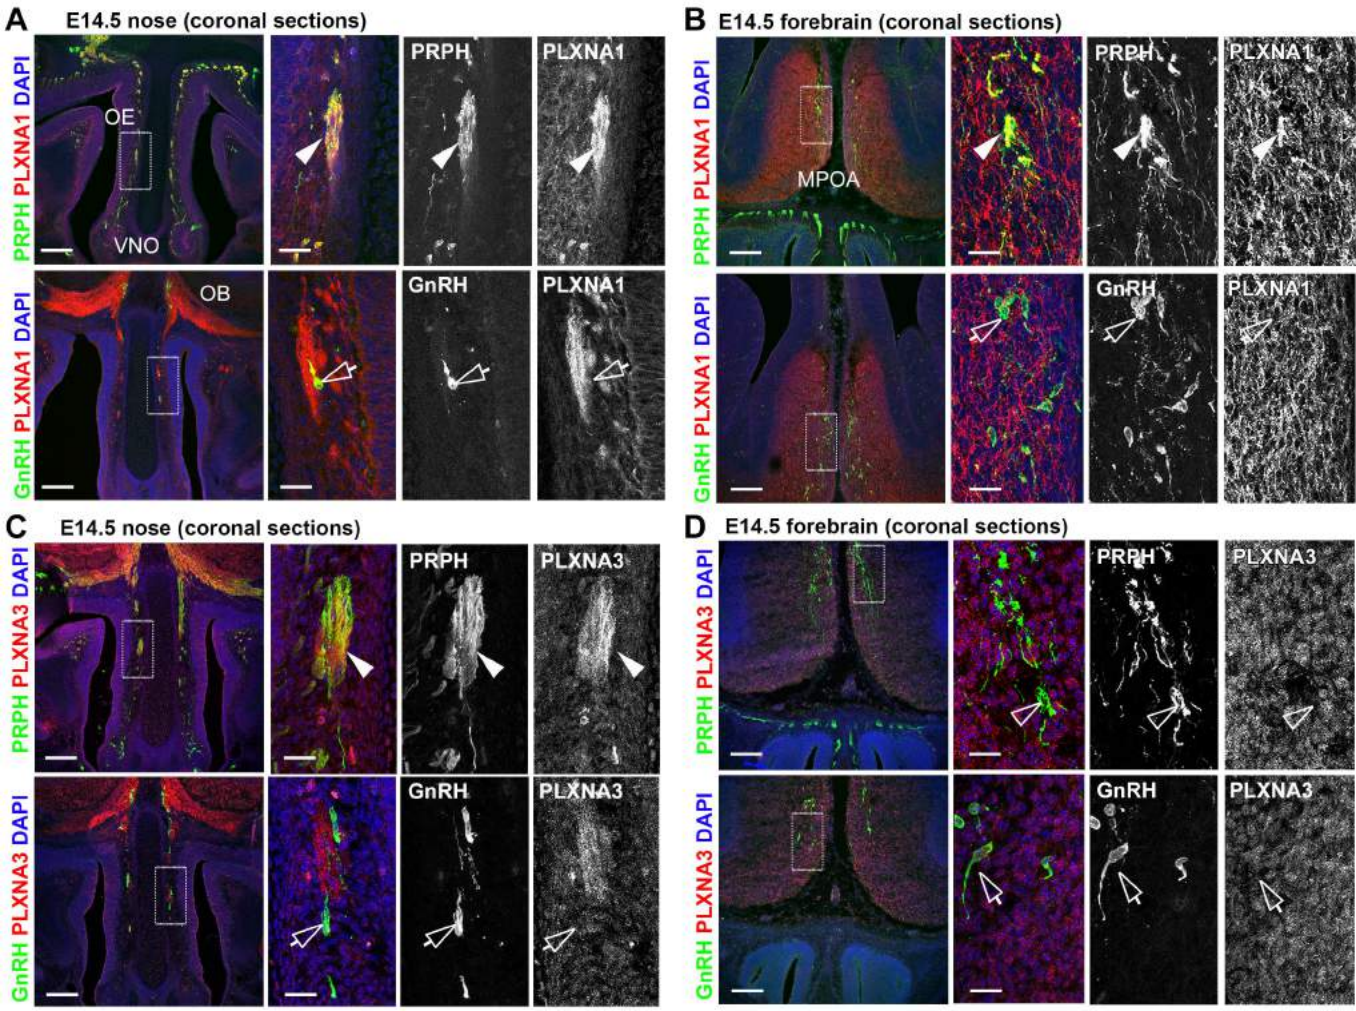 A E14.5 nose (coronal sections)
PRPH PLXNA1 DAPI
OE
VNO
PRPH
PLXNA1
GnRH PLXNA1 DAPI
OB
GnRH
PLXNA1
B E14.5 forebrain (coronal sections)
PRPH PLXNA1 DAPI
MPOA
PRPH
PLXNA1
GnRH PLXNA1 DAPI
GnRH
PLXNA1
C E14.5 nose (coronal sections)
PRPH PLXNA3 DAPI
PRPH
PLXNA3
GnRH PLXNA3 DAPI
GnRH
PLXNA3
D E14.5 forebrain (coronal sections)
PRPH PLXNA3 DAPI
PRPH
PLXNA3
GnRH PLXNA3 DAPI
GnRH
PLXNA3